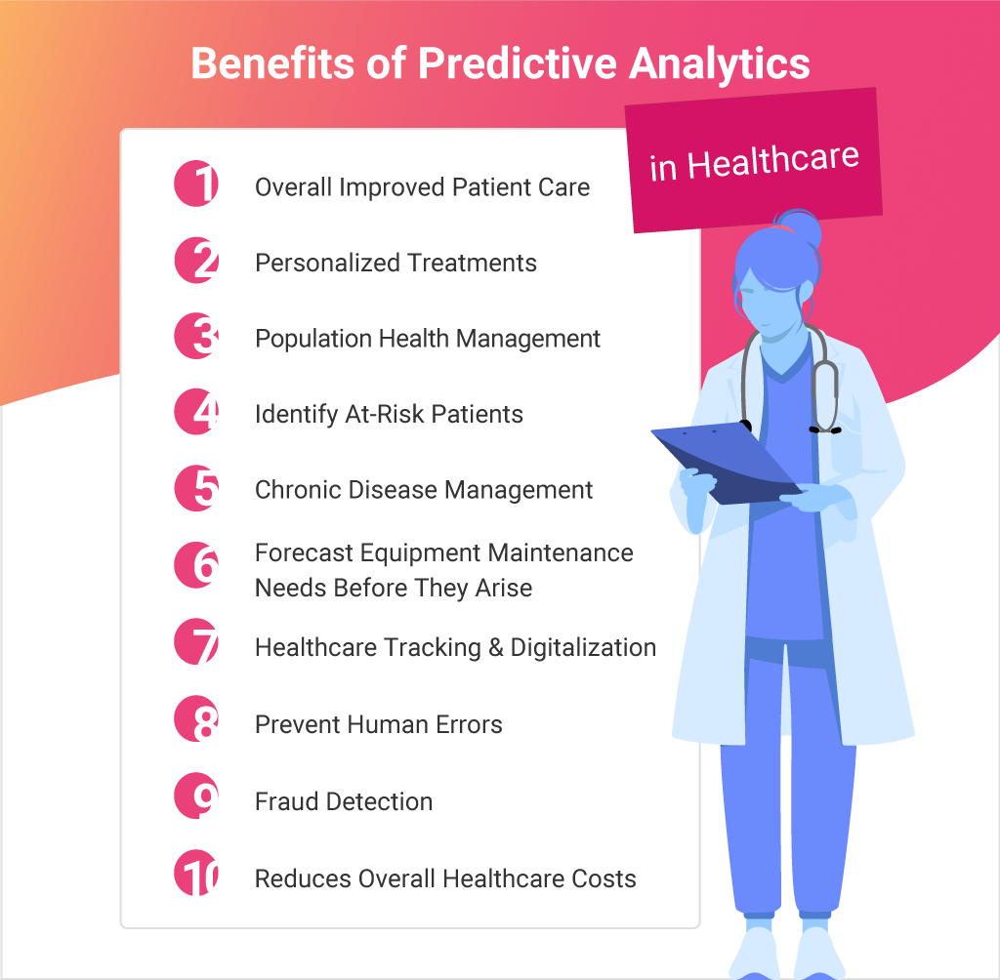 Benefits of Predictive Analytics
in Healthcare
1 Overall Improved Patient Care
2 Personalized Treatments
3 Population Health Management
4 Identify At-Risk Patients
5 Chronic Disease Management
6 Forecast Equipment Maintenance
Needs Before They Arise
7 Healthcare Tracking & Digitalization
8 Prevent Human Errors
9 Fraud Detection
10 Reduces Overall Healthcare Costs